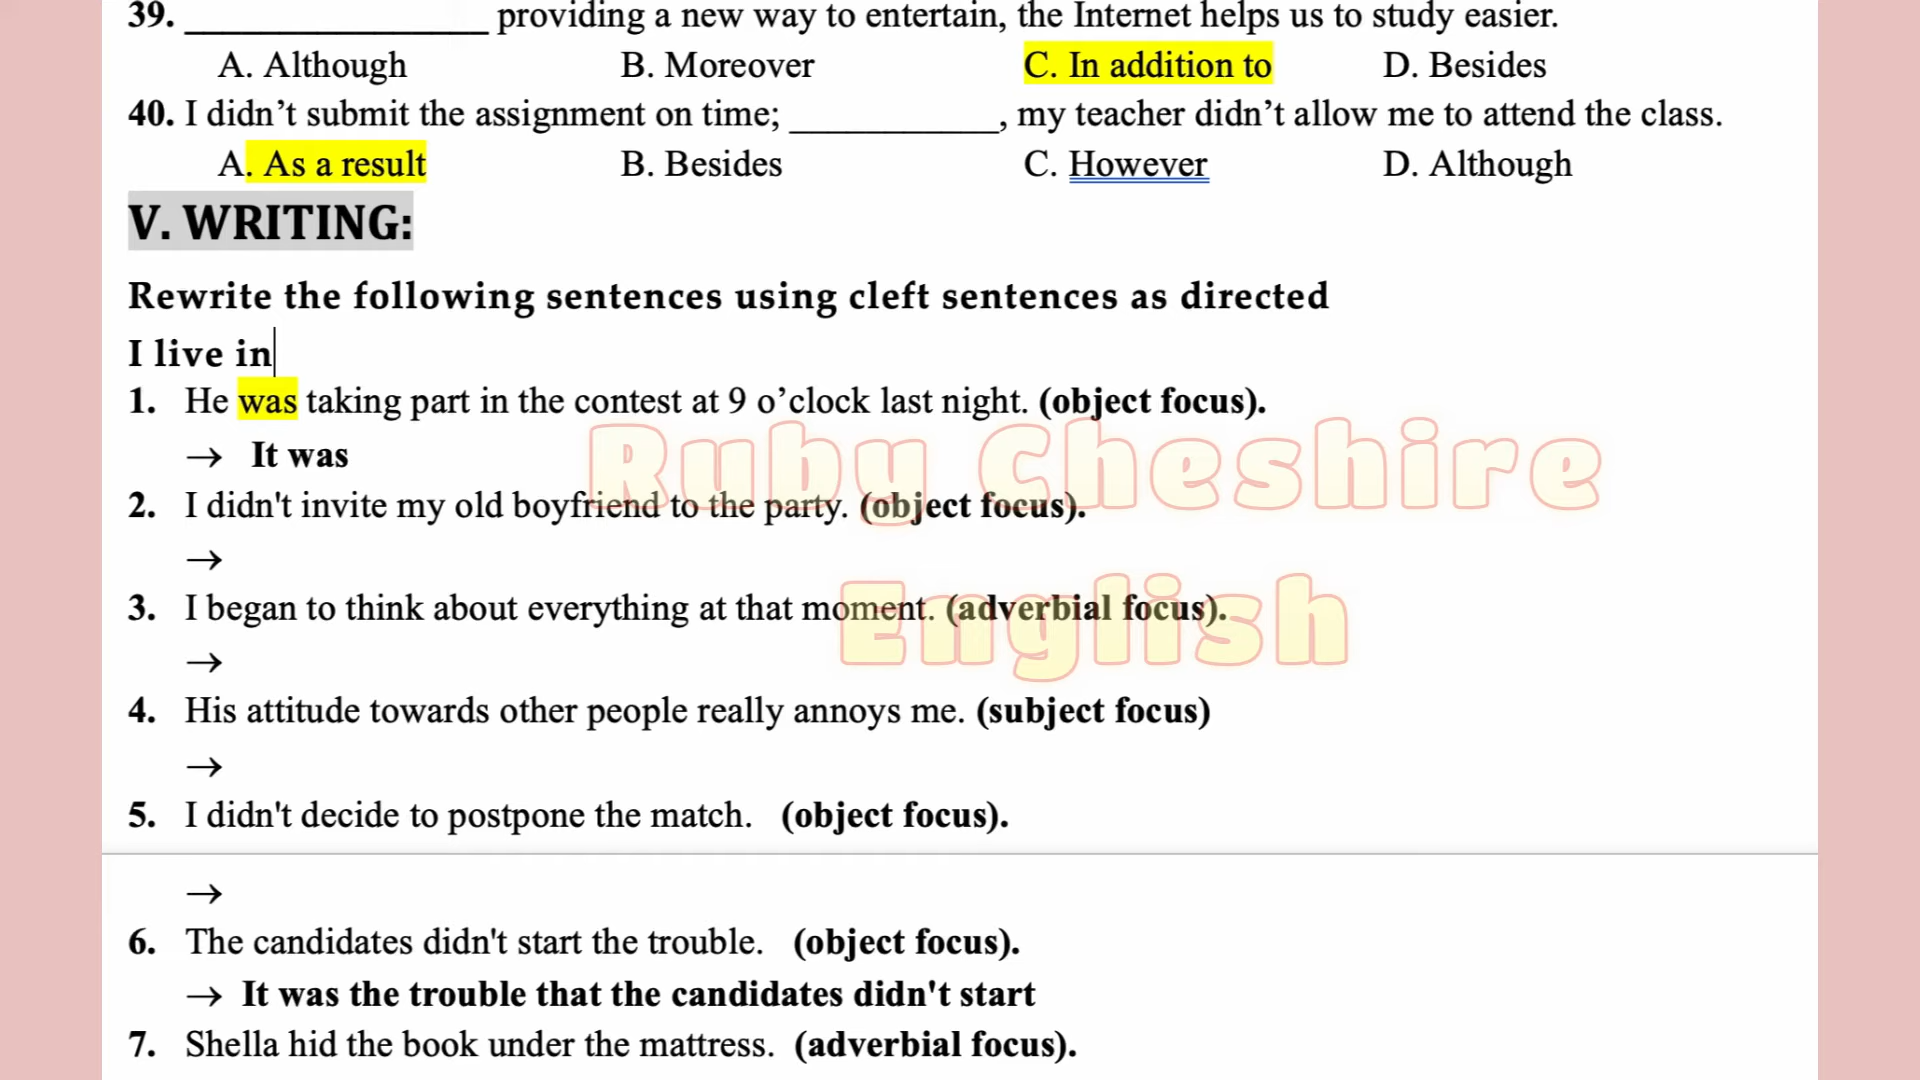 39. ________________ providing a new way to entertain, the Internet helps us to study easier.
A. Although B. Moreover C. In addition to D. Besides
40. I didn’t submit the assignment on time; ___________, my teacher didn’t allow me to attend the class.
A. As a result B. Besides C. However D. Although
V. WRITING:
Rewrite the following sentences using cleft sentences as directed
I live in
1. He was taking part in the contest at 9 o’clock last night. (object focus).
→ It was
Ruby Cheshire
2. I didn't invite my old boyfriend to the party. (object focus).
→
3. I began to think about everything at that moment. (adverbial focus).
English
→
4. His attitude towards other people really annoys me. (subject focus)
→
5. I didn't decide to postpone the match. (object focus).
→
6. The candidates didn't start the trouble. (object focus).
→ It was the trouble that the candidates didn't start
7. Shella hid the book under the mattress. (adverbial focus).